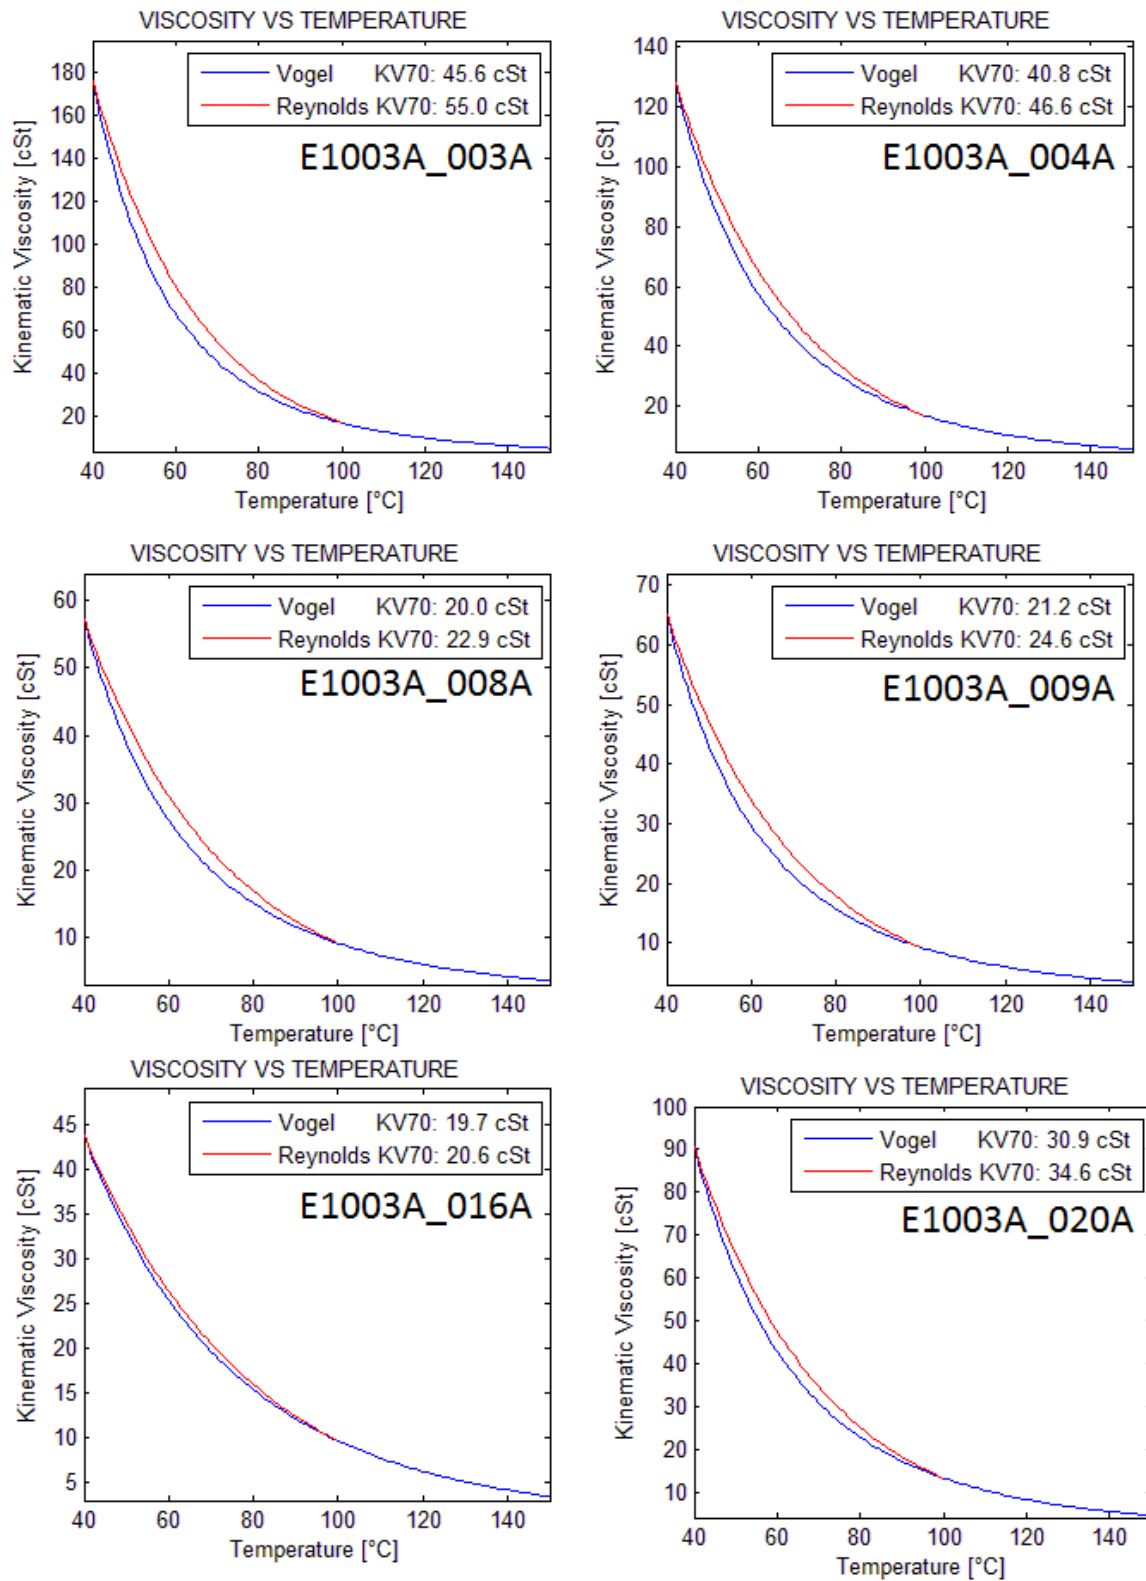 VISCOSITY VS TEMPERATURE
Kinematic Viscosity [cSt]
180
160
140
120
100
80
60
40
20
Vogel KV70: 45.6 cSt
Reynolds KV70: 55.0 cSt
E1003A_003A
40 60 80 100 120 140
Temperature [°C]
VISCOSITY VS TEMPERATURE
Kinematic Viscosity [cSt]
140
120
100
80
60
40
20
Vogel KV70: 40.8 cSt
Reynolds KV70: 46.6 cSt
E1003A_004A
40 60 80 100 120 140
Temperature [°C]
VISCOSITY VS TEMPERATURE
Kinematic Viscosity [cSt]
60
50
40
30
20
10
Vogel KV70: 20.0 cSt
Reynolds KV70: 22.9 cSt
E1003A_008A
40 60 80 100 120 140
Temperature [°C]
VISCOSITY VS TEMPERATURE
Kinematic Viscosity [cSt]
70
60
50
40
30
20
10
Vogel KV70: 21.2 cSt
Reynolds KV70: 24.6 cSt
E1003A_009A
40 60 80 100 120 140
Temperature [°C]
VISCOSITY VS TEMPERATURE
Kinematic Viscosity [cSt]
45
40
35
30
25
20
15
10
5
Vogel KV70: 19.7 cSt
Reynolds KV70: 20.6 cSt
E1003A_016A
40 60 80 100 120 140
Temperature [°C]
VISCOSITY VS TEMPERATURE
Kinematic Viscosity [cSt]
100
90
80
70
60
50
40
30
20
10
Vogel KV70: 30.9 cSt
Reynolds KV70: 34.6 cSt
E1003A_020A
40 60 80 100 120 140
Temperature [°C]